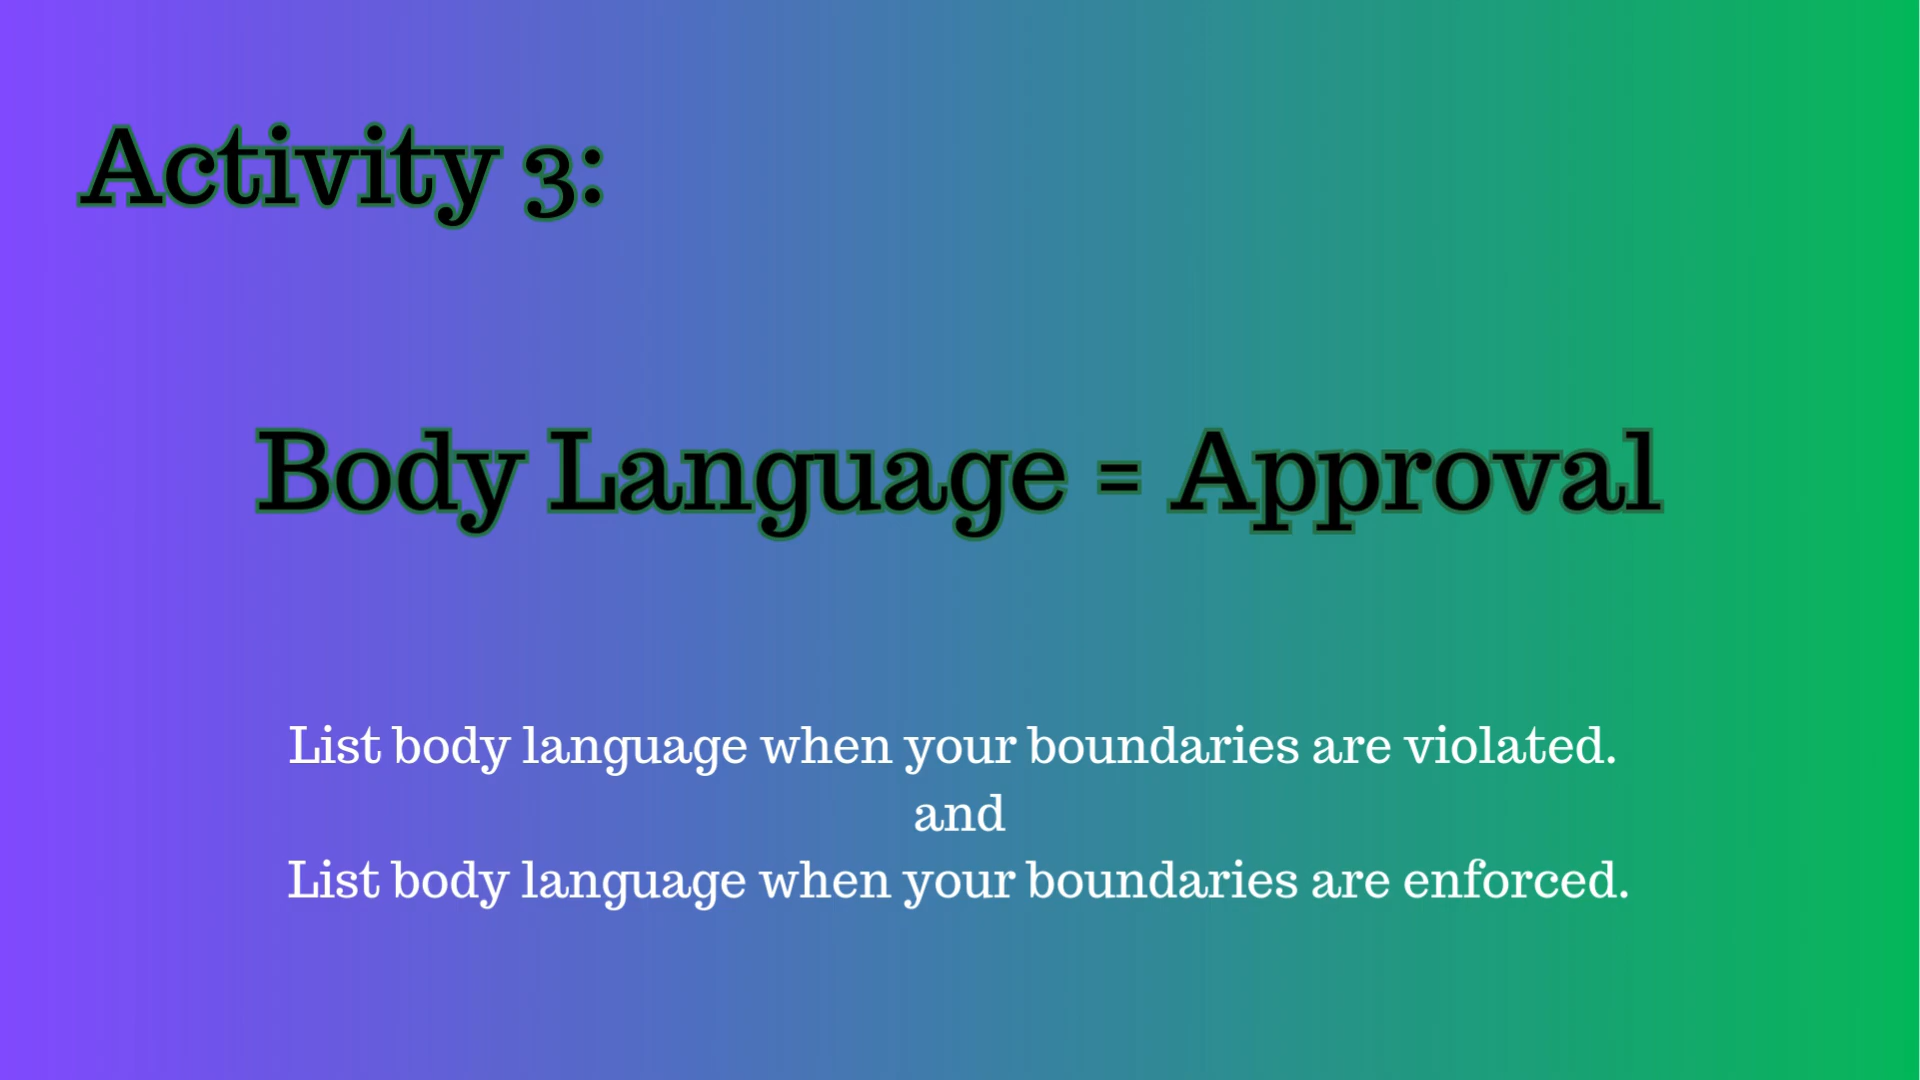 Activity 3:
Body Language = Approval
List body language when your boundaries are violated.
and
List body language when your boundaries are enforced.